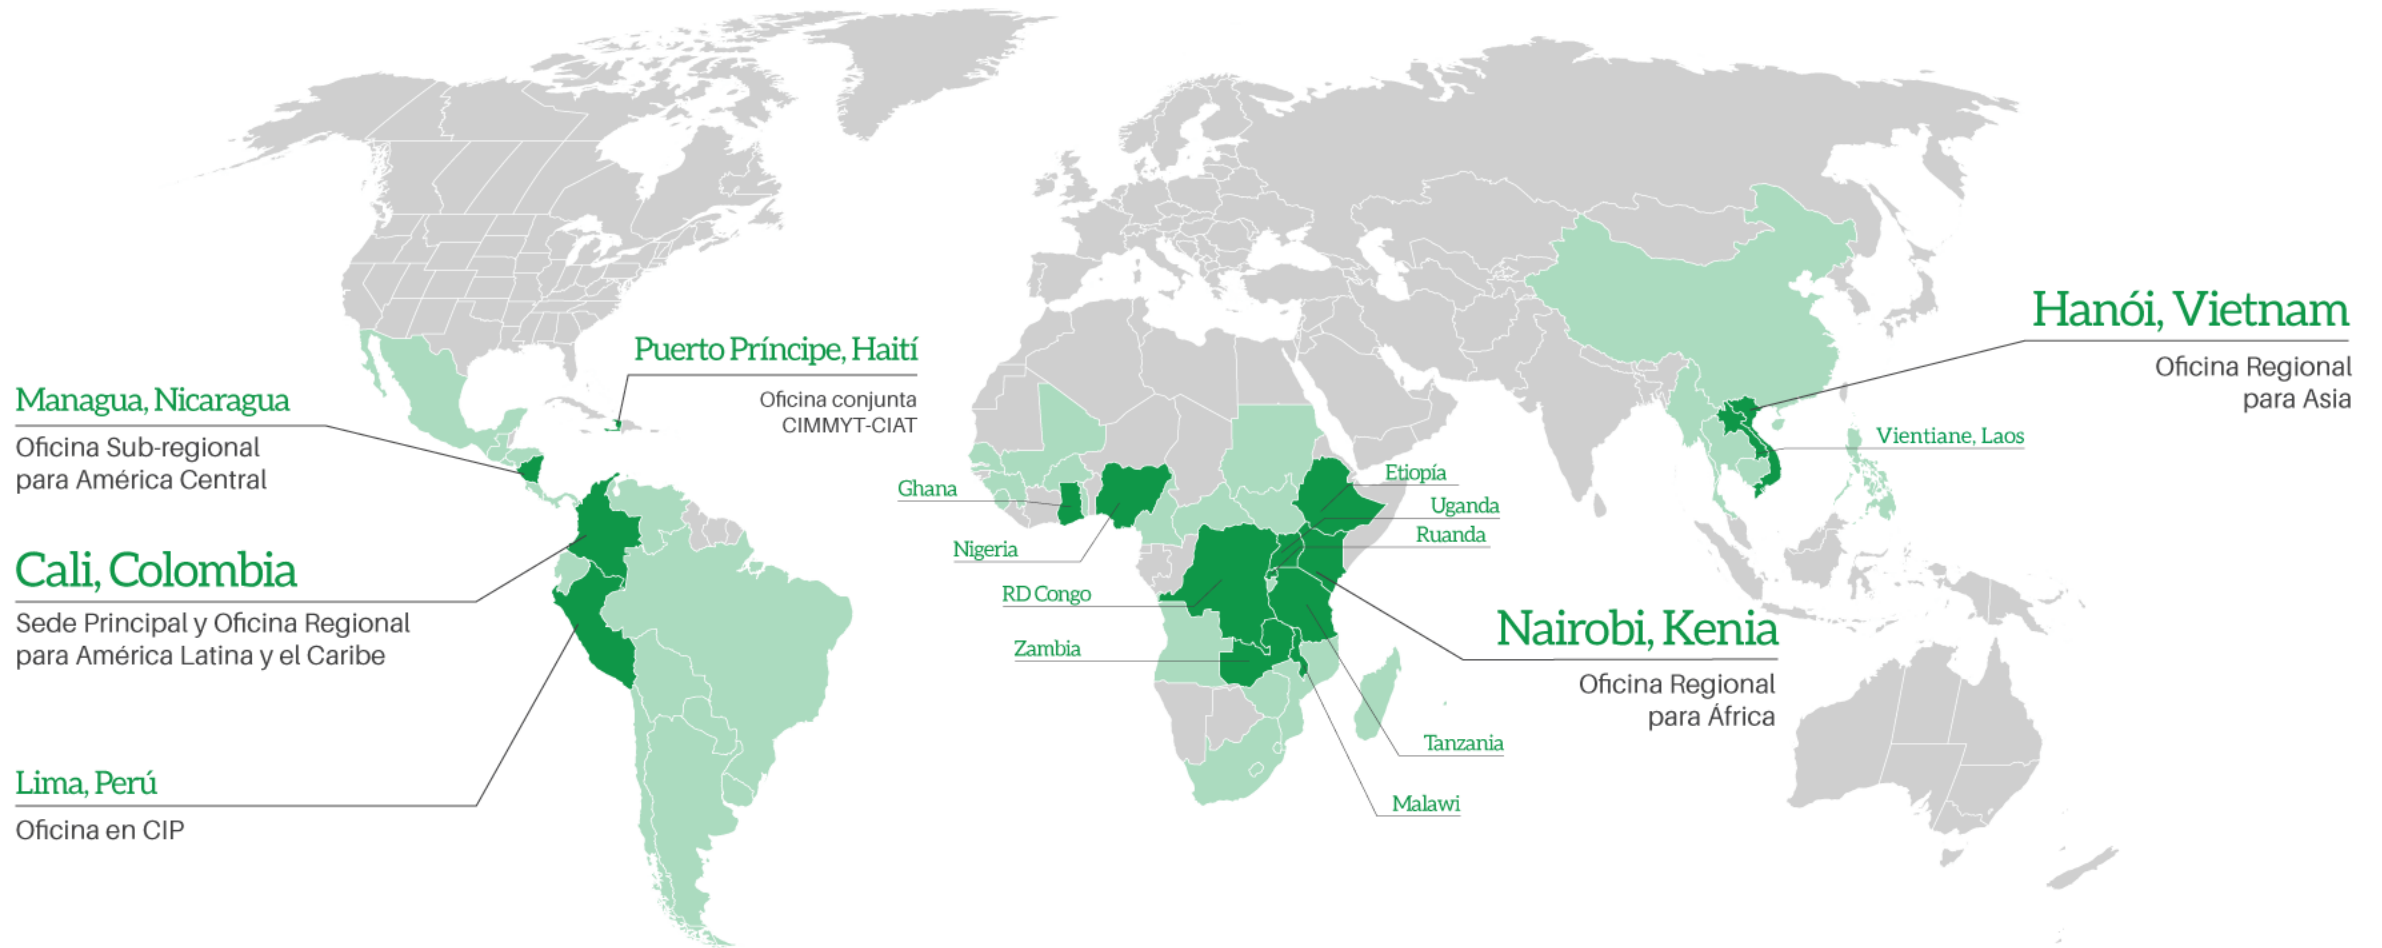 Managua, Nicaragua
Oficina Sub-regional
para América Central
Cali, Colombia
Sede Principal y Oficina Regional
para América Latina y el Caribe
Lima, Perú
Oficina en CIP
Puerto Príncipe, Haití
Oficina conjunta
CIMMYT-CIAT
Ghana
Nigeria
RD Congo
Zambia
Etiopía
Uganda
Ruanda
Nairobi, Kenia
Oficina Regional
para África
Tanzania
Malawi
Hanói, Vietnam
Oficina Regional
para Asia
Vientiane, Laos